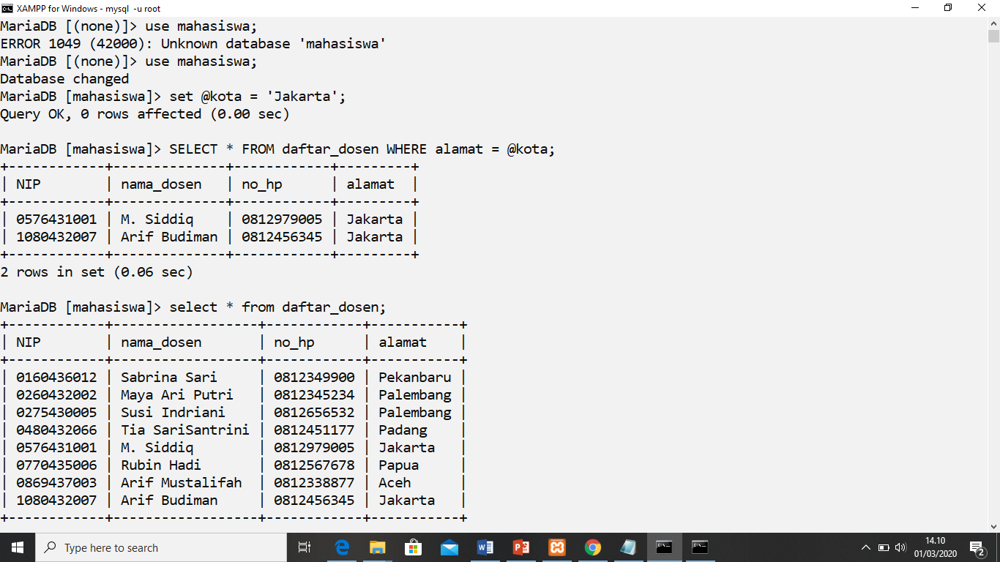 XAMPP for Windows - mysql  -u root
MariaDB [(none)]> use mahasiswa;
ERROR 1049 (42000): Unknown database 'mahasiswa'
MariaDB [(none)]> use mahasiswa;
Database changed
MariaDB [mahasiswa]> set @kota = 'Jakarta';
Query OK, 0 rows affected (0.00 sec)

MariaDB [mahasiswa]> SELECT * FROM daftar_dosen WHERE alamat = @kota;
+------------+--------------+------------+---------+
| NIP        | nama_dosen   | no_hp      | alamat  |
+------------+--------------+------------+---------+
| 0576431001 | M. Siddiq    | 0812979005 | Jakarta |
| 1080432007 | Arif Budiman | 0812456345 | Jakarta |
+------------+--------------+------------+---------+
2 rows in set (0.06 sec)

MariaDB [mahasiswa]> select * from daftar_dosen;
+------------+------------------+------------+-----------+
| NIP        | nama_dosen       | no_hp      | alamat    |
+------------+------------------+------------+-----------+
| 0160436012 | Sabrina Sari     | 0812349900 | Pekanbaru |
| 0260432002 | Maya Ari Putri   | 0812345234 | Palembang |
| 0275430005 | Susi Indriani    | 0812656532 | Palembang |
| 0480432066 | Tia SariSantrini | 0812451177 | Padang    |
| 0576431001 | M. Siddiq        | 0812979005 | Jakarta   |
| 0770435006 | Rubin Hadi       | 0812567678 | Papua     |
| 0869437003 | Arif Mustalifah  | 0812338877 | Aceh      |
| 1080432007 | Arif Budiman     | 0812456345 | Jakarta   |
+------------+------------------+------------+-----------+
Type here to search
14.10
01/03/2020
2